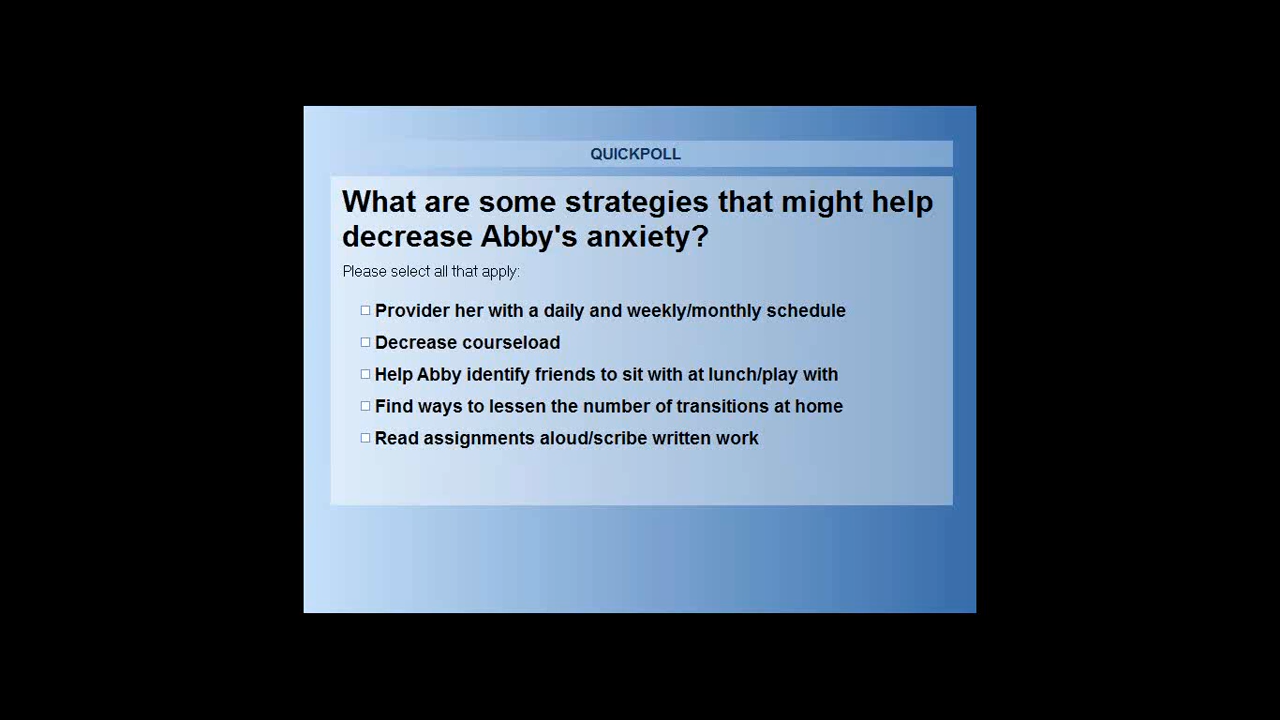 QUICKPOLL
What are some strategies that might help
decrease Abby's anxiety?
Please select all that apply:
Provider her with a daily and weekly/monthly schedule
Decrease courseload
Help Abby identify friends to sit with at lunch/play with
Find ways to lessen the number of transitions at home
Read assignments aloud/scribe written work